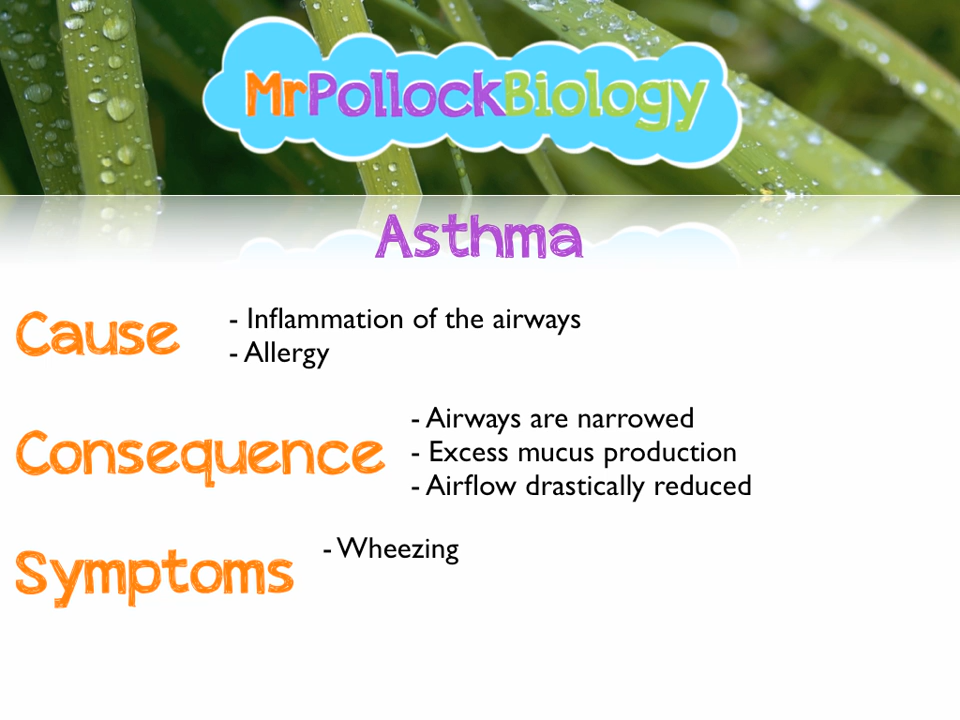 MrPollockBiology
Asthma
Cause
- Inflammation of the airways
- Allergy
Consequence
- Airways are narrowed
- Excess mucus production
- Airflow drastically reduced
Symptoms
- Wheezing